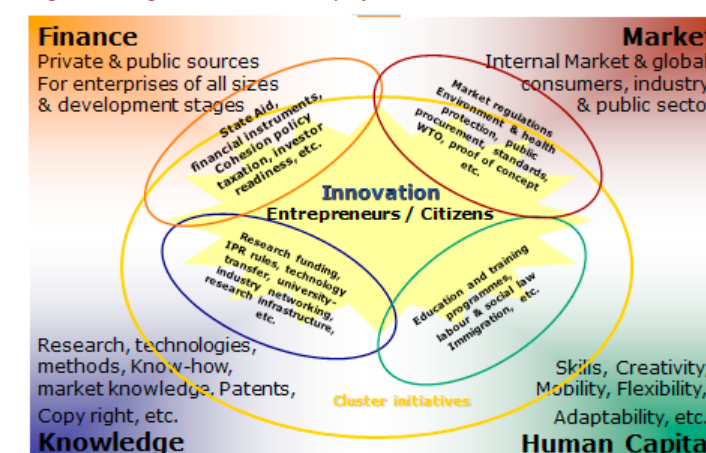 Finance
Private & public sources
For enterprises of all sizes
& development stages
Market
Internal Market & global
consumers, industry
& public secto
State Aid,
financial instruments,
Cohesion policy
taxation, investor
readiness, etc.
Market regulations
Environment & health
protection, public
procurement, standards,
WTO, proof of concept
etc.
Innovation
Entrepreneurs / Citizens
Research funding,
IPR rules, technology
transfer, university-
industry networking,
research infrastructure,
etc.
Education and training
programmes,
labour & social law
Immigration, etc.
Research, technologies,
methods, Know-how,
market knowledge, Patents,
Copy right, etc.
Knowledge
Cluster initiatives
Skills, Creativity,
Mobility, Flexibility,
Adaptability, etc.
Human Capita